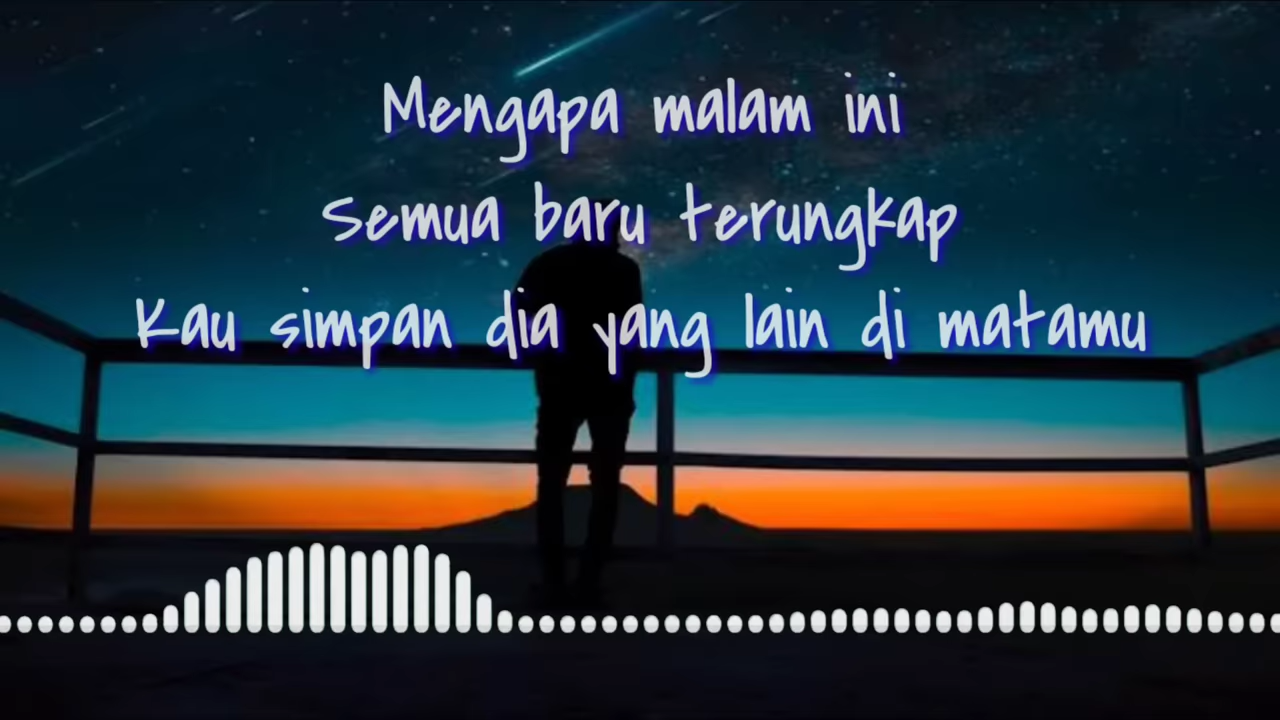 Mengapa malam ini
Semua baru terungkap
Kau simpan dia yang lain di matamu